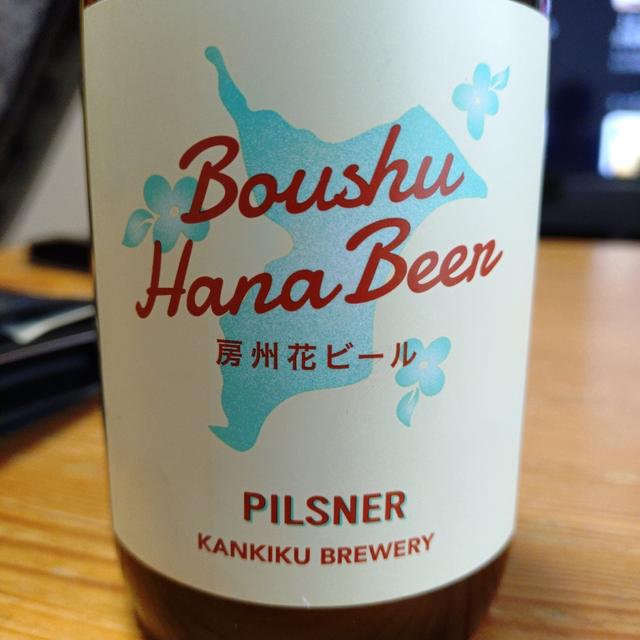 Boushu
Hana Beer
房州花ビール
PILSNER
KANKIKU BREWERY